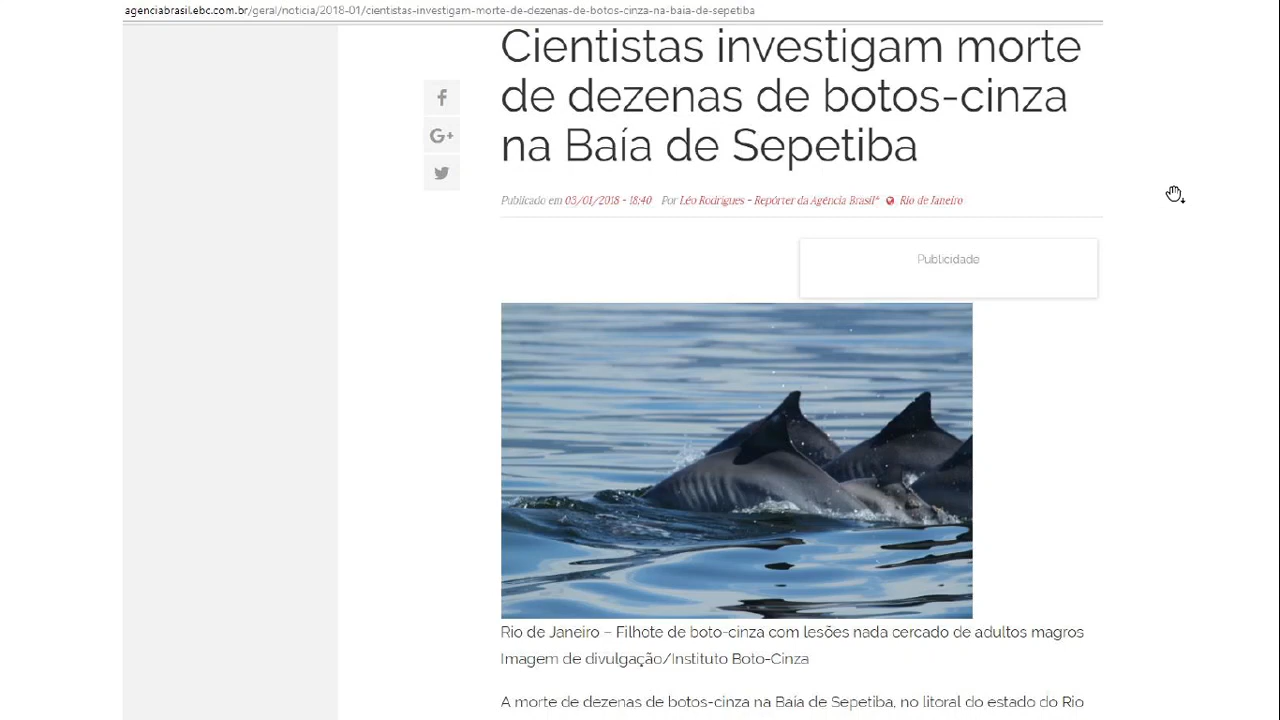 agenciabrasil.ebc.com.br/geral/noticia/2018-01/cientistas-investigam-morte-de-dezenas-de-botos-cinza-na-baia-de-sepetiba
Cientistas investigam morte
de dezenas de botos-cinza
na Baía de Sepetiba
Publicado em 03/01/2018 - 18:40 Por Léo Rodrigues - Repórter da Agência Brasil* Rio de Janeiro
Publicidade
Rio de Janeiro – Filhote de boto-cinza com lesões nada cercado de adultos magros
Imagem de divulgação/Instituto Boto-Cinza
A morte de dezenas de botos-cinza na Baía de Sepetiba, no litoral do estado do Rio